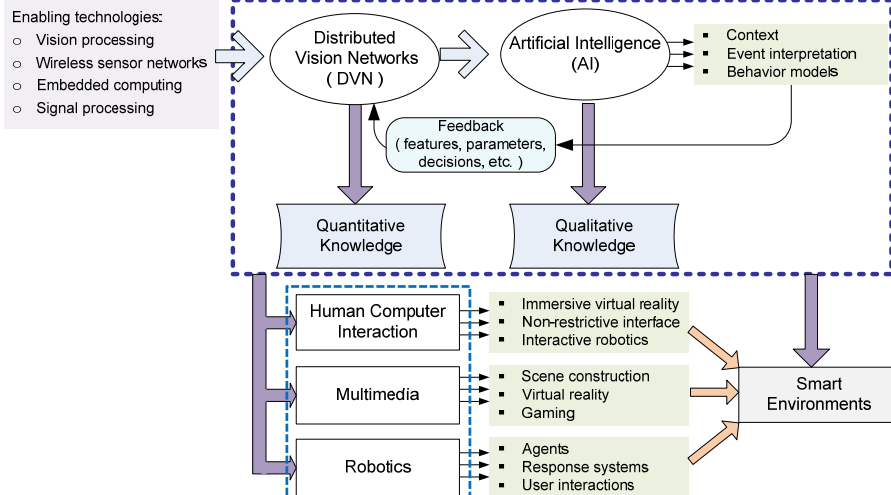 Enabling technologies:
o Vision processing
o Wireless sensor networks
o Embedded computing
o Signal processing
Distributed
Vision Networks
( DVN )
Artificial Intelligence
(AI)
▪ Context
▪ Event interpretation
▪ Behavior models
Feedback
( features, parameters,
decisions, etc. )
Quantitative
Knowledge
Qualitative
Knowledge
Human Computer
Interaction
▪ Immersive virtual reality
▪ Non-restrictive interface
▪ Interactive robotics
Multimedia
▪ Scene construction
▪ Virtual reality
▪ Gaming
Smart
Environments
Robotics
▪ Agents
▪ Response systems
▪ User interactions